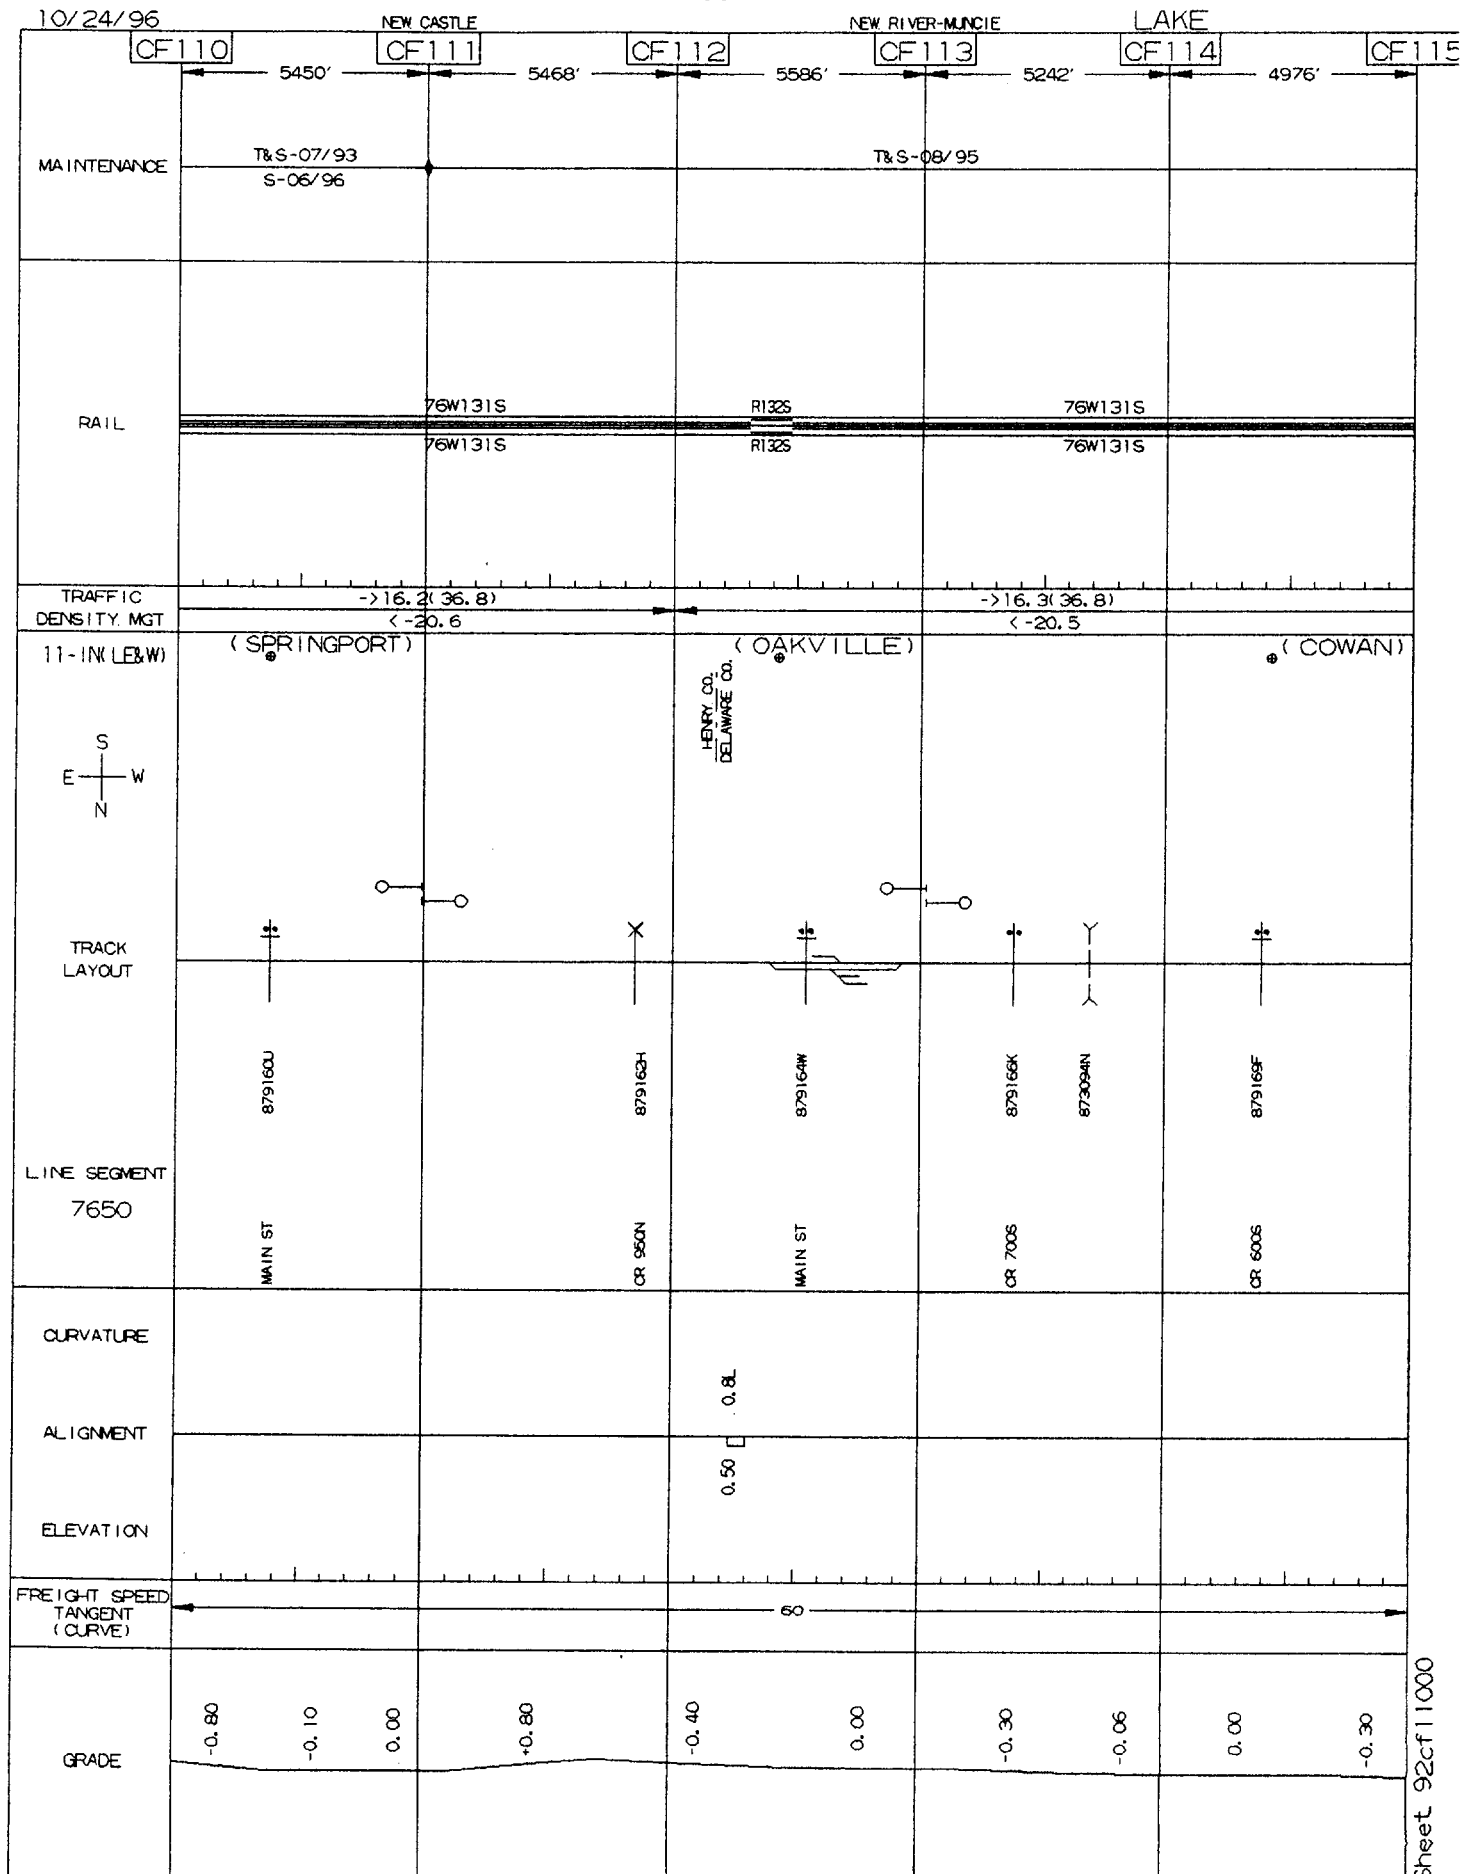 10/24/96
NEW CASTLE
NEW RIVER-MUNCIE
LAKE
CF110
CF111
CF112
CF113
CF114
CF115
5450'
5468'
5586'
5242'
4976'
MAINTENANCE
T&S-07/93
S-06/96
T&S-08/95
RAIL
76W131S
R132S
76W131S
76W131S
R132S
76W131S
TRAFFIC
DENSITY MGT
->16.2(36.8)
<-20.6
->16.3(36.8)
<-20.5
11-IN(LE&W)
(SPRINGPORT)
(OAKVILLE)
(COWAN)
HENRY CO.
DELAWARE CO.
S
E
W
N
TRACK
LAYOUT
879160U
879162H
879164W
879166K
873094N
879169F
LINE SEGMENT
7650
MAIN ST
CR 950N
MAIN ST
CR 700S
CR 600S
CURVATURE
0.8L
ALIGNMENT
0.50
ELEVATION
FREIGHT SPEED
TANGENT
(CURVE)
60
GRADE
-0.80
-0.10
0.00
+0.80
-0.40
0.00
-0.30
-0.06
0.00
-0.30
Sheet 92cf11000